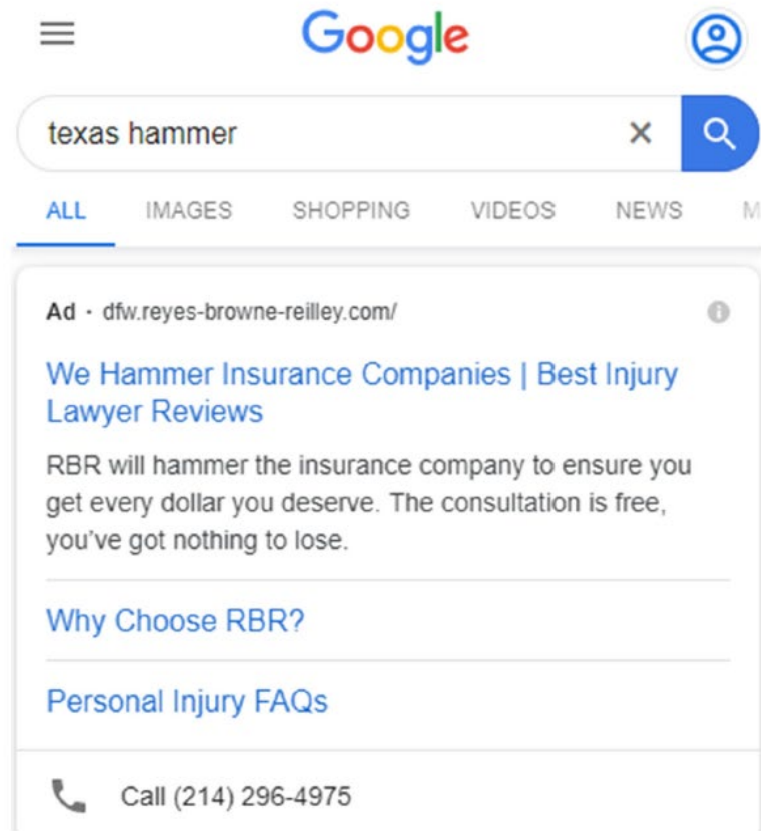 Google
texas hammer
ALL IMAGES SHOPPING VIDEOS NEWS M
Ad · dfw.reyes-browne-reilley.com/
We Hammer Insurance Companies | Best Injury
Lawyer Reviews
RBR will hammer the insurance company to ensure you
get every dollar you deserve. The consultation is free,
you've got nothing to lose.
Why Choose RBR?
Personal Injury FAQs
Call (214) 296-4975